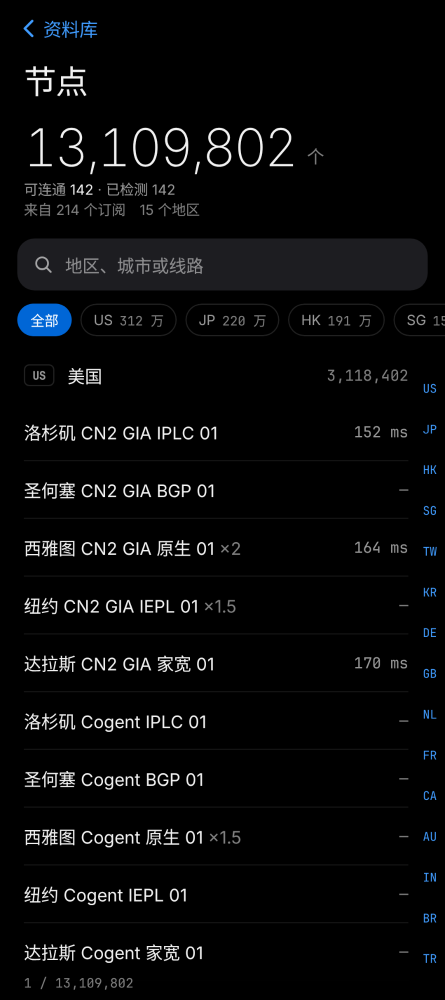 资料库
节点
13,109,802 个
可连通 142 · 已检测 142
来自 214 个订阅 15 个地区
地区、城市或线路
全部 US 312 万 JP 220 万 HK 191 万 SG 15
US 美国 3,118,402
洛杉矶 CN2 GIA IPLC 01 152 ms
圣何塞 CN2 GIA BGP 01 –
西雅图 CN2 GIA 原生 01 ×2 164 ms
纽约 CN2 GIA IEPL 01 ×1.5 –
达拉斯 CN2 GIA 家宽 01 170 ms
洛杉矶 Cogent IPLC 01 –
圣何塞 Cogent BGP 01 –
西雅图 Cogent 原生 01 ×1.5 –
纽约 Cogent IEPL 01 –
达拉斯 Cogent 家宽 01 –
1 / 13,109,802
US
JP
HK
SG
TW
KR
DE
GB
NL
FR
CA
AU
IN
BR
TR